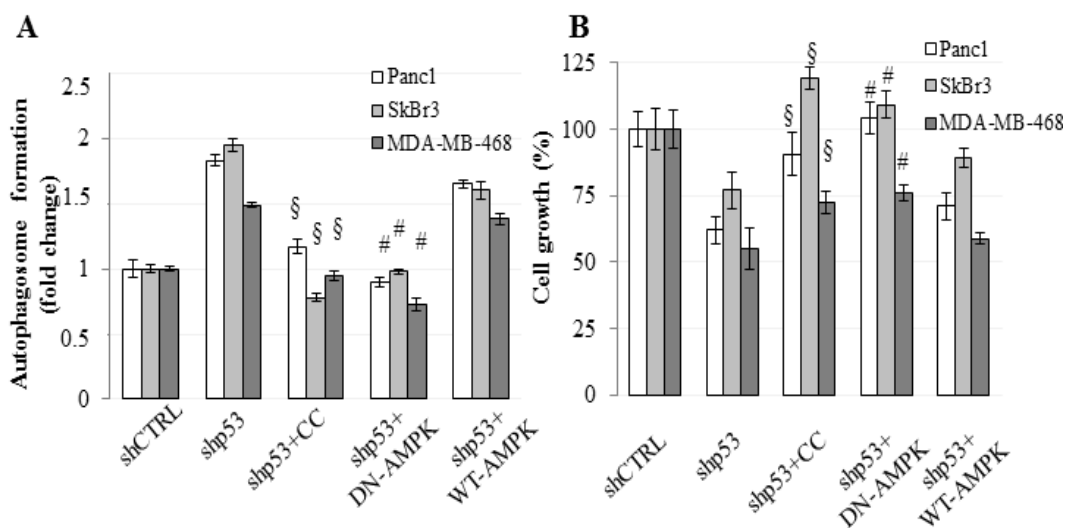 A
Autophagosome formation
(fold change)
2.5
2
1.5
1
0.5
0
Panc1
SkBr3
MDA-MB-468
§
§
§
#
#
#
shCTRL
shp53
shp53+CC
shp53+
DN-AMPK
shp53+
WT-AMPK
B
Cell growth (%)
125
100
75
50
25
0
Panc1
SkBr3
MDA-MB-468
§
§
§
#
#
#
shCTRL
shp53
shp53+CC
shp53+
DN-AMPK
shp53+
WT-AMPK